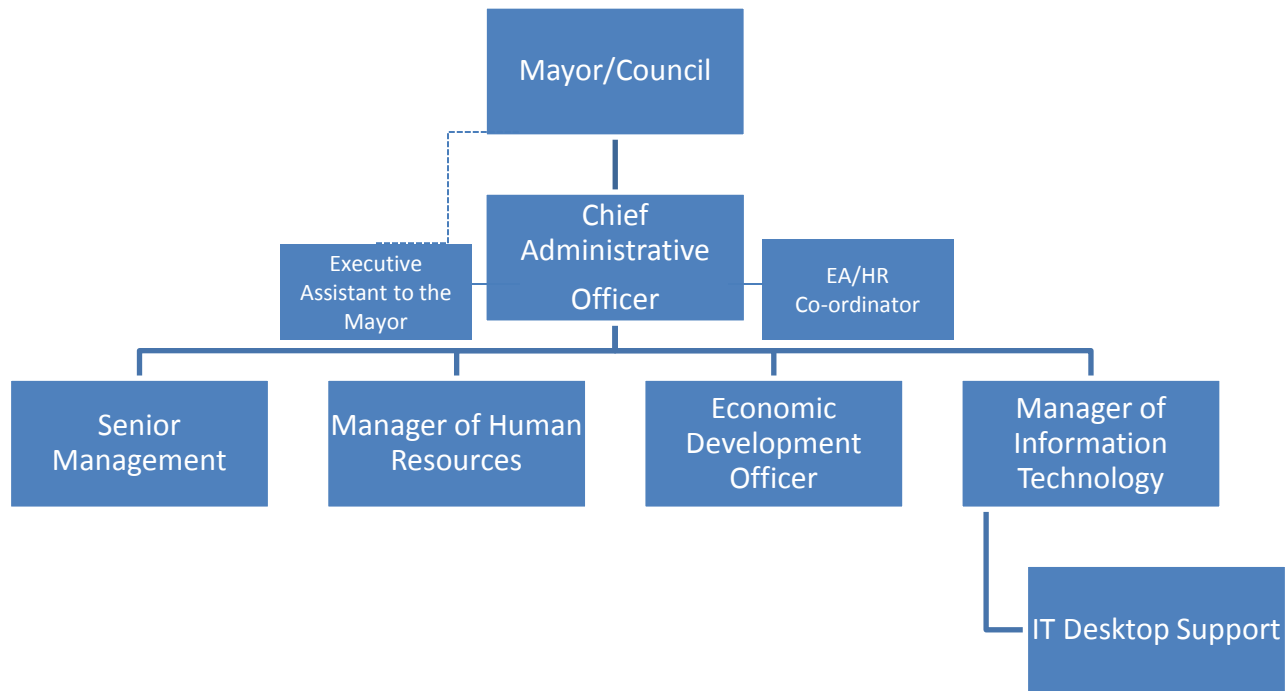 Mayor/Council
Chief
Administrative
Officer
Executive
Assistant to the
Mayor
EA/HR
Co-ordinator
Senior
Management
Manager of Human
Resources
Economic
Development
Officer
Manager of
Information
Technology
IT Desktop Support